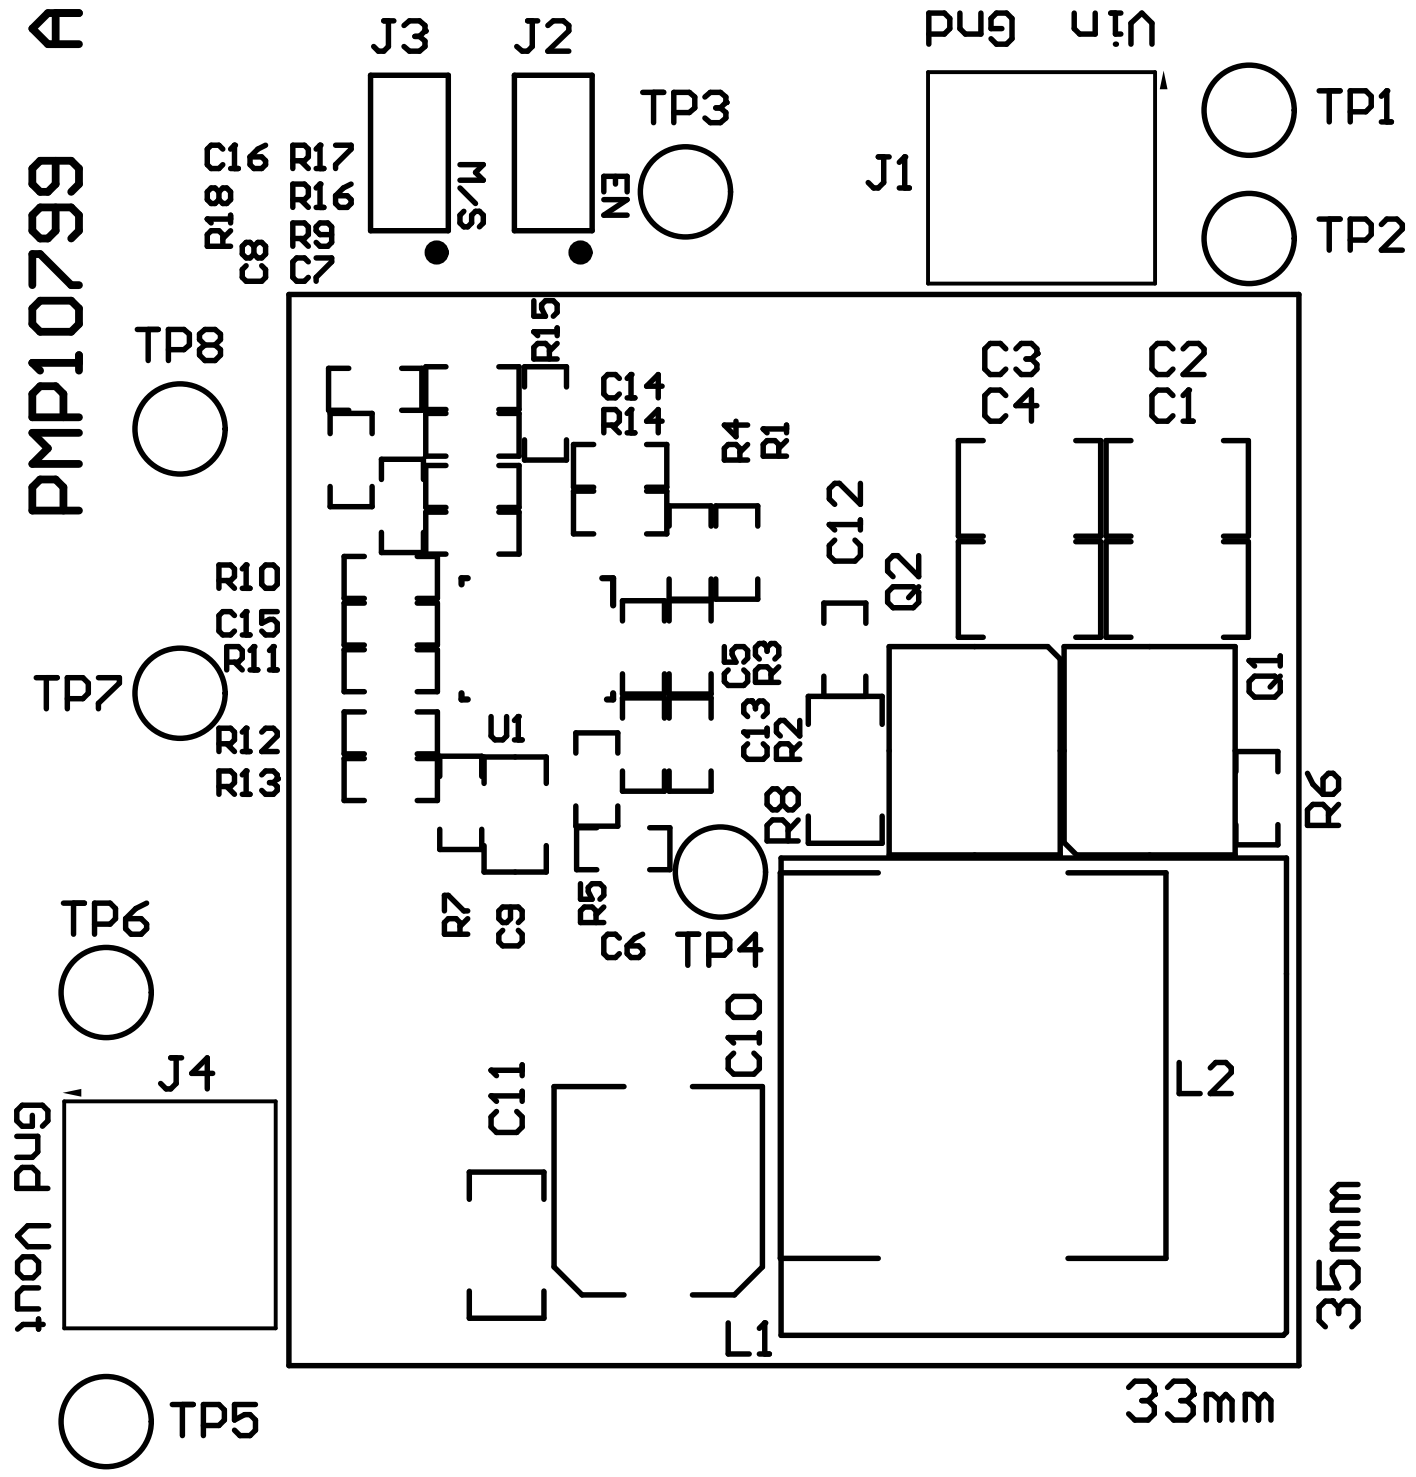 PMP10799 A
J3
J2
Vin Gnd
TP3
TP1
J1
C16 R17
R18
R16
R9
C8
C7
M/S
EN
TP2
TP8
R15
C14
R14
R4
R1
C3
C4
C2
C1
C12
Q2
R10
C15
R11
TP7
R12
R13
U1
C5
R3
C13
R2
R8
Q1
R6
R7
C9
R5
C6
TP4
TP6
C10
C11
J4
Gnd Vout
L2
L1
35mm
33mm
TP5